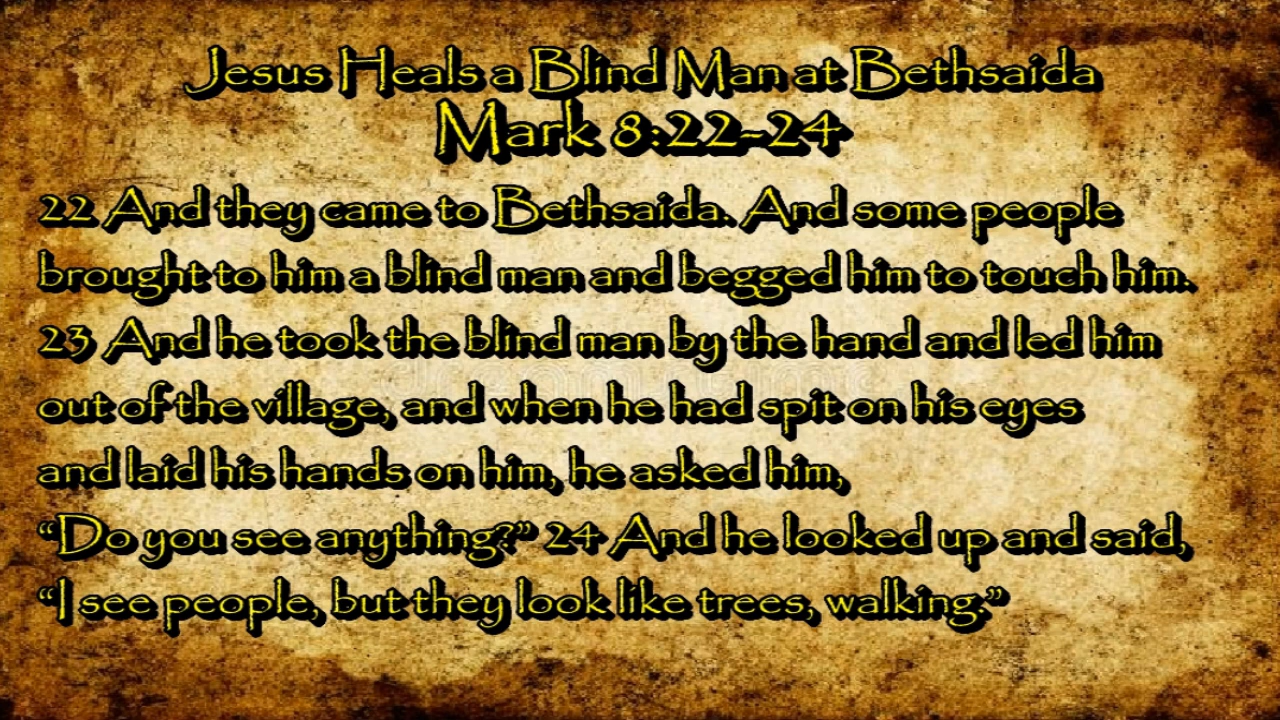 Jesus Heals a Blind Man at Bethsaida
Mark 8:22-24
22 And they came to Bethsaida. And some people
brought to him a blind man and begged him to touch him.
23 And he took the blind man by the hand and led him
out of the village, and when he had spit on his eyes
and laid his hands on him, he asked him,
“Do you see anything?” 24 And he looked up and said,
“I see people, but they look like trees, walking.”